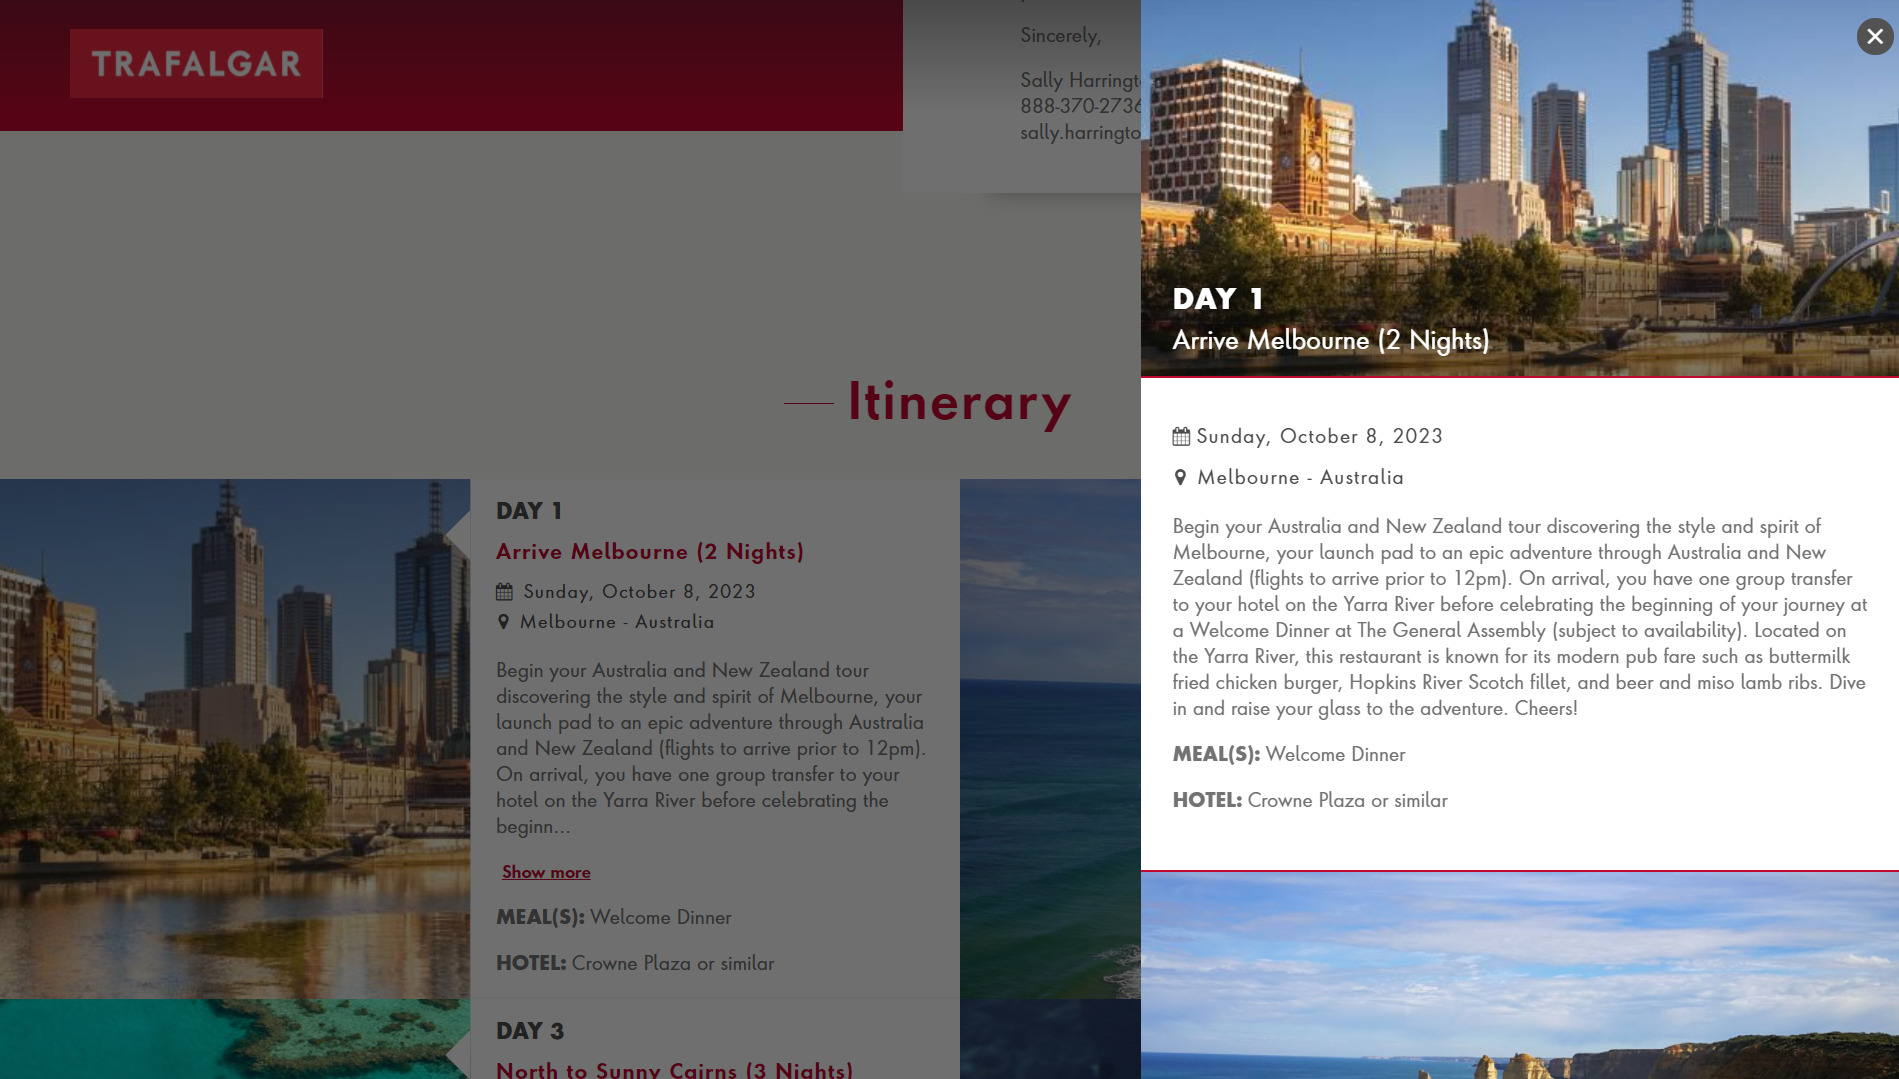 TRAFALGAR
Sincerely,
Sally Harringt
888-370-2736
sally.harringto
Itinerary
DAY 1
Arrive Melbourne (2 Nights)
Sunday, October 8, 2023
Melbourne - Australia
Begin your Australia and New Zealand tour
discovering the style and spirit of Melbourne, your
launch pad to an epic adventure through Australia
and New Zealand (flights to arrive prior to 12pm).
On arrival, you have one group transfer to your
hotel on the Yarra River before celebrating the
beginn...
Show more
MEAL(S): Welcome Dinner
HOTEL: Crowne Plaza or similar
DAY 3
North to Sunny Cairns (3 Nights)
DAY 1
Arrive Melbourne (2 Nights)
Sunday, October 8, 2023
Melbourne - Australia
Begin your Australia and New Zealand tour discovering the style and spirit of
Melbourne, your launch pad to an epic adventure through Australia and New
Zealand (flights to arrive prior to 12pm). On arrival, you have one group transfer
to your hotel on the Yarra River before celebrating the beginning of your journey at
a Welcome Dinner at The General Assembly (subject to availability). Located on
the Yarra River, this restaurant is known for its modern pub fare such as buttermilk
fried chicken burger, Hopkins River Scotch fillet, and beer and miso lamb ribs. Dive
in and raise your glass to the adventure. Cheers!
MEAL(S): Welcome Dinner
HOTEL: Crowne Plaza or similar